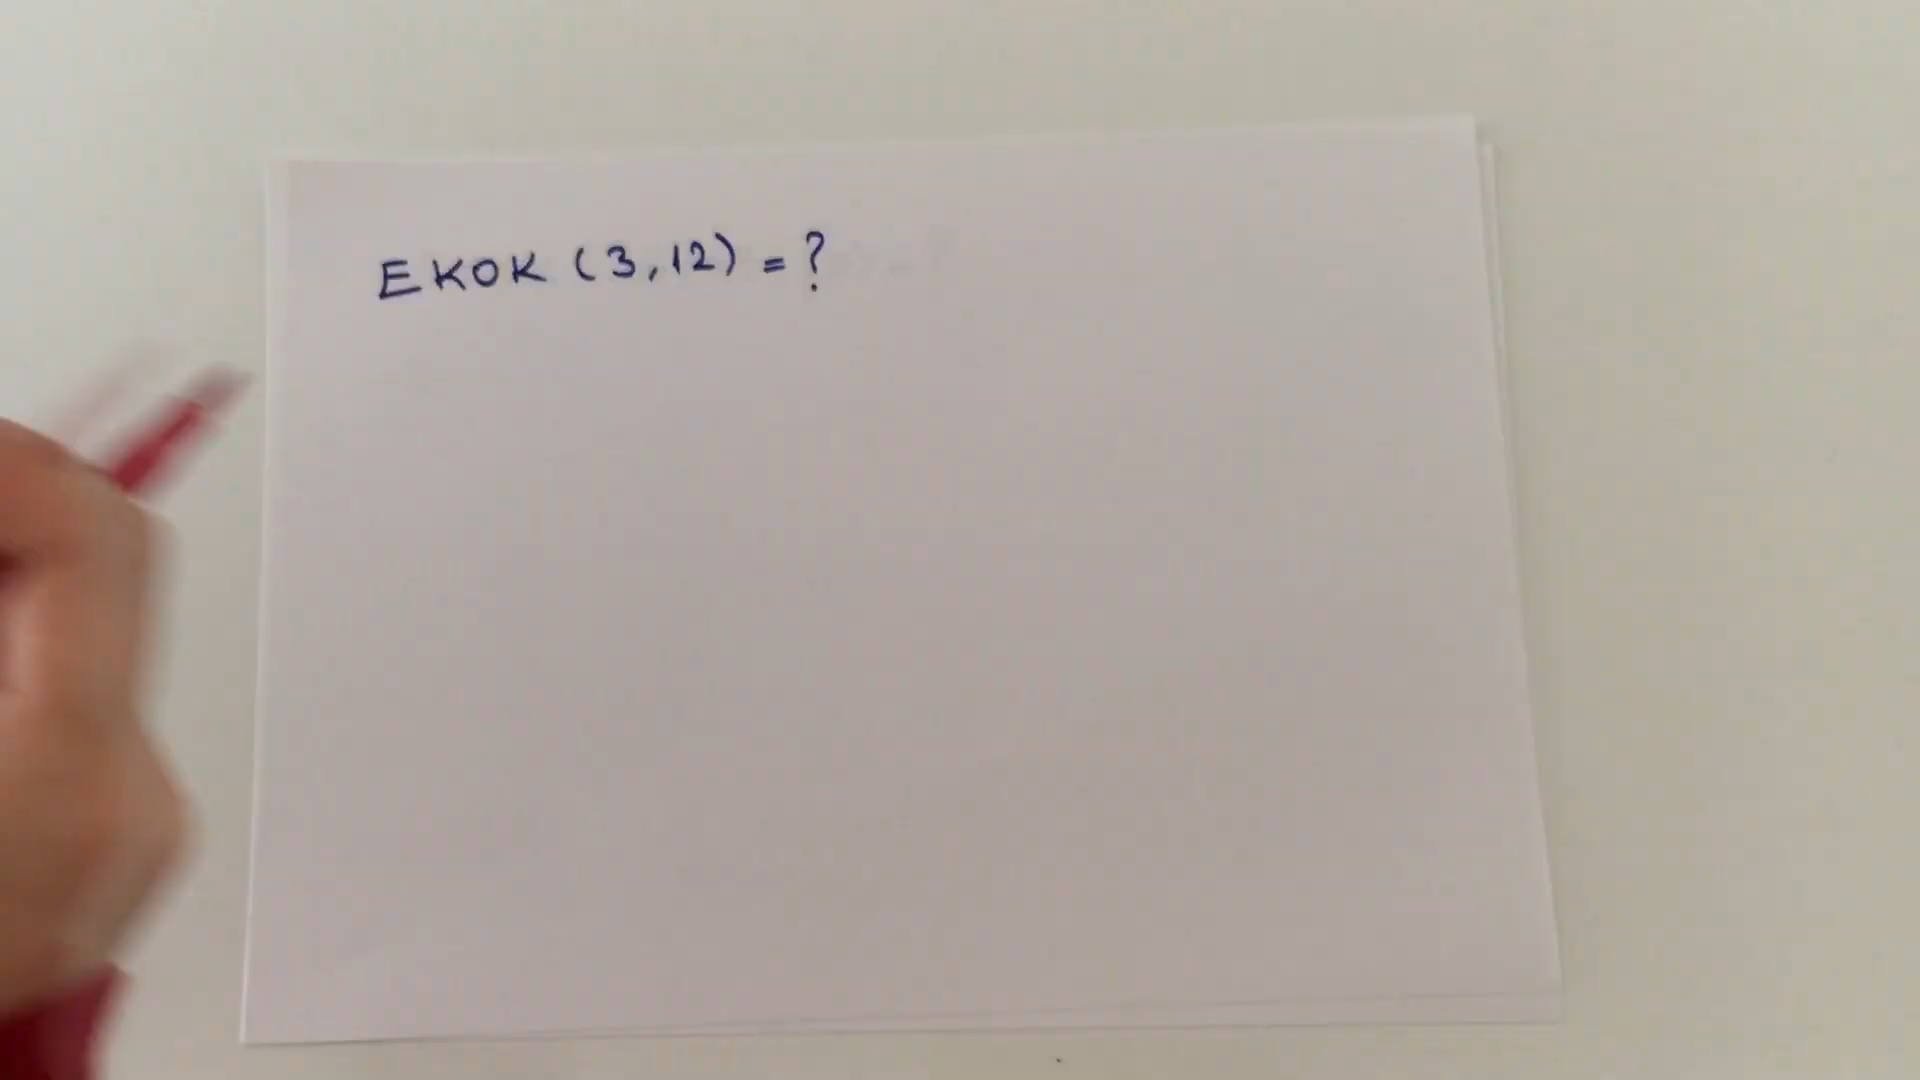 EKOK (3,12) = ?